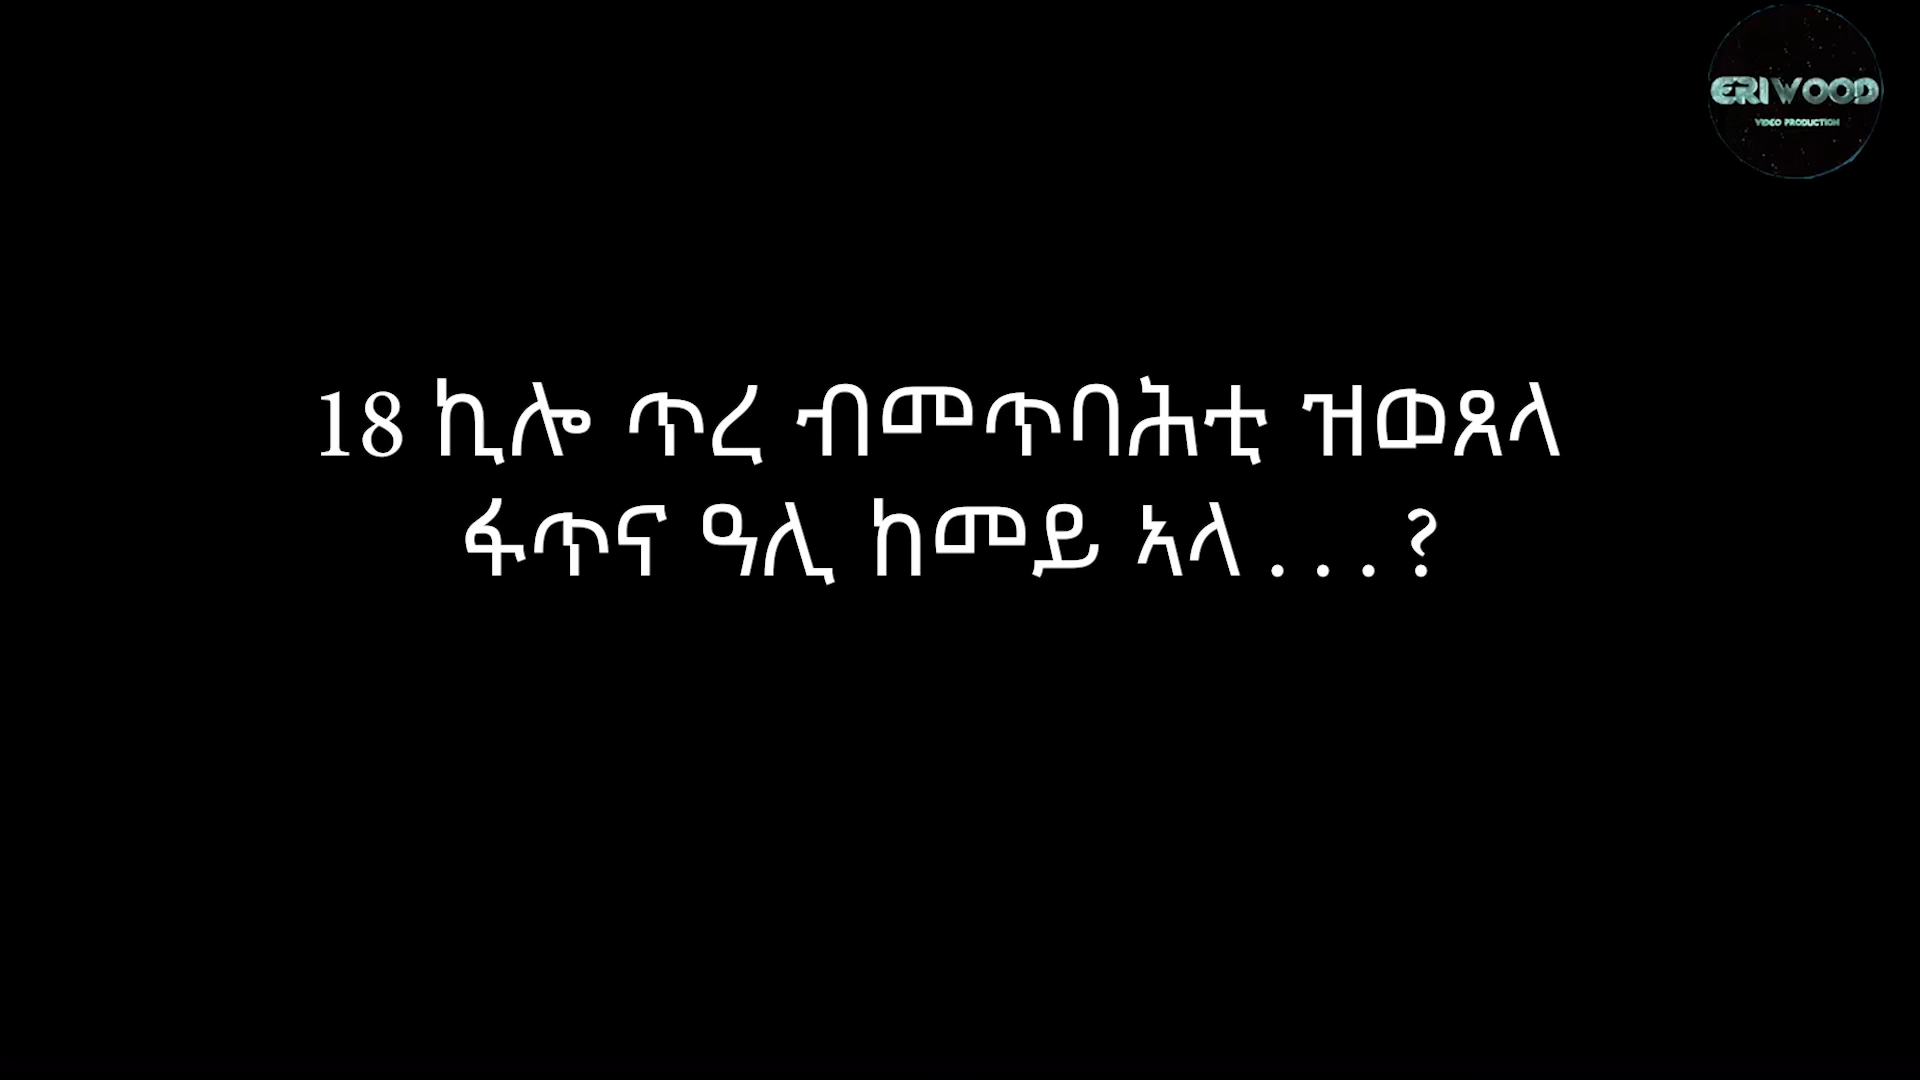 ERIWOOD
VIDEO PRODUCTION
18 ኪሎ ጥረ ብመጥባሕቲ ዝወጸላ
ፋጥና ዓሊ ከመይ ኣላ . . . ?